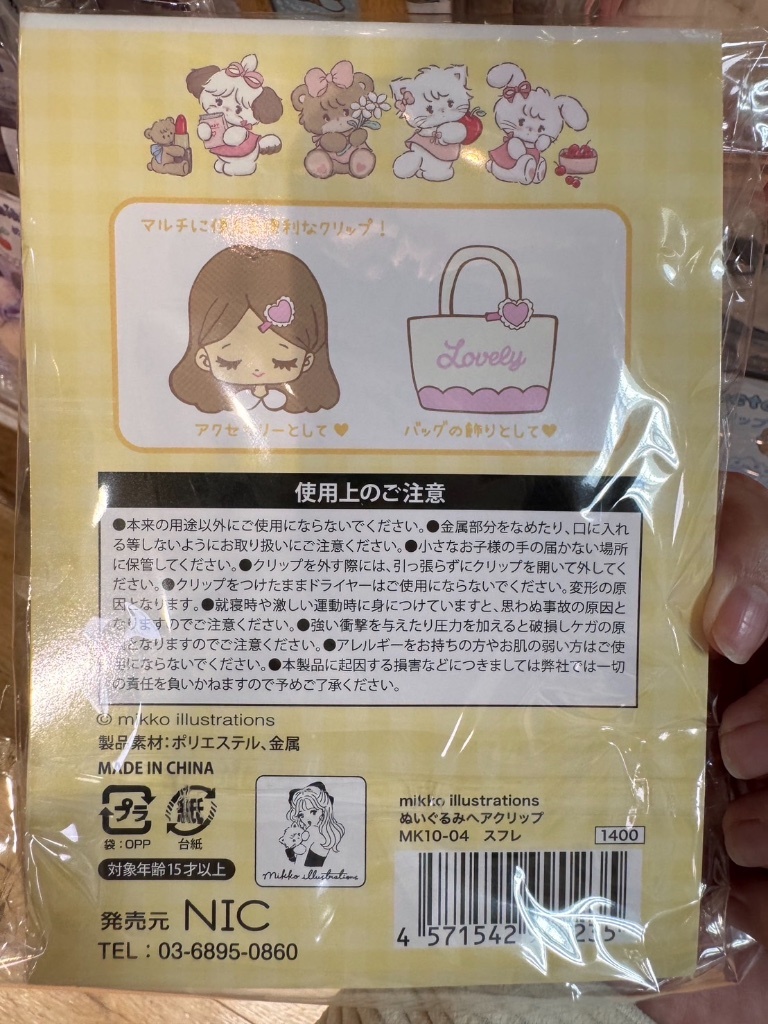 マルチに使える便利なクリップ！
Lovely
アクセサリーとして♥
バッグの飾りとして♥
使用上のご注意
●本来の用途以外にご使用にならないでください。●金属部分をなめたり、口に入れ
る等しないようにお取り扱いにご注意ください。●小さなお子様の手の届かない場所
に保管してください。●クリップを外す際には、引っ張らずにクリップを開いて外してく
ださい。●クリップをつけたままドライヤーはご使用にならないでください。変形の原
因となります。●就寝時や激しい運動時に身につけていますと、思わぬ事故の原因と
なりますのでご注意ください。●強い衝撃を与えたり圧力を加えると破損しケガの原
因となりますのでご注意ください。●アレルギーをお持ちの方やお肌の弱い方はご使
用にならないでください。●本製品に起因する損害などにつきましては弊社では一切
の責任を負いかねますので予めご了承ください。
© mikko illustrations
製品素材：ポリエステル、金属
MADE IN CHINA
プラ
紙
袋：OPP
台紙
対象年齢15才以上
mikko illustrations
発売元 NIC
TEL：03-6895-0860
mikko illustrations
ぬいぐるみヘアクリップ
MK10-04 スフレ
1400
4 571542